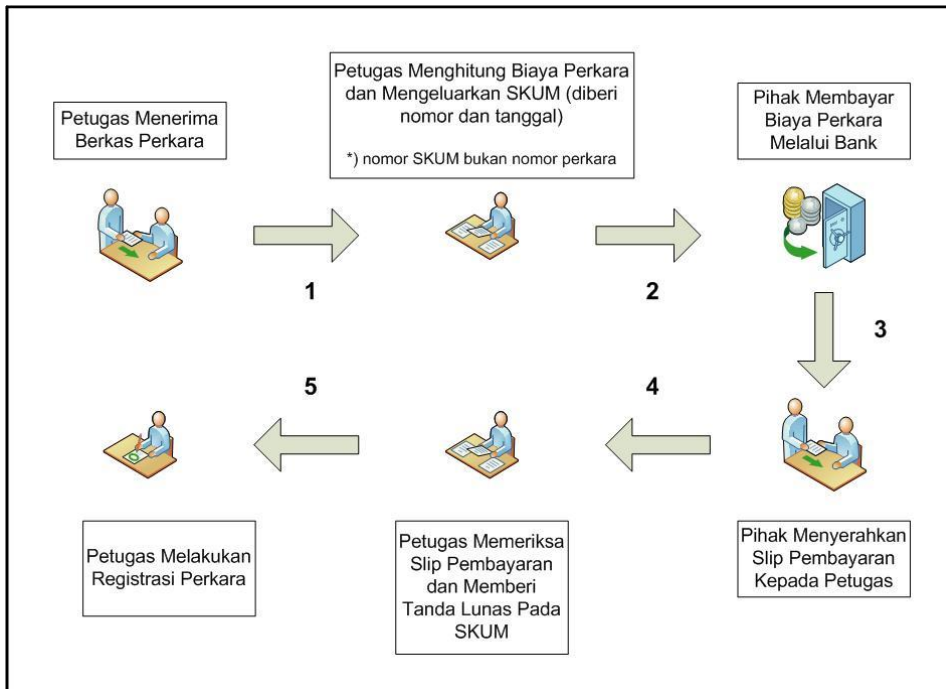 Petugas Menerima
Berkas Perkara
Petugas Menghitung Biaya Perkara
dan Mengeluarkan SKUM (diberi
nomor dan tanggal)
*) nomor SKUM bukan nomor perkara
Pihak Membayar
Biaya Perkara
Melalui Bank
1
2
3
4
5
Pihak Menyerahkan
Slip Pembayaran
Kepada Petugas
Petugas Memeriksa
Slip Pembayaran
dan Memberi
Tanda Lunas Pada
SKUM
Petugas Melakukan
Registrasi Perkara